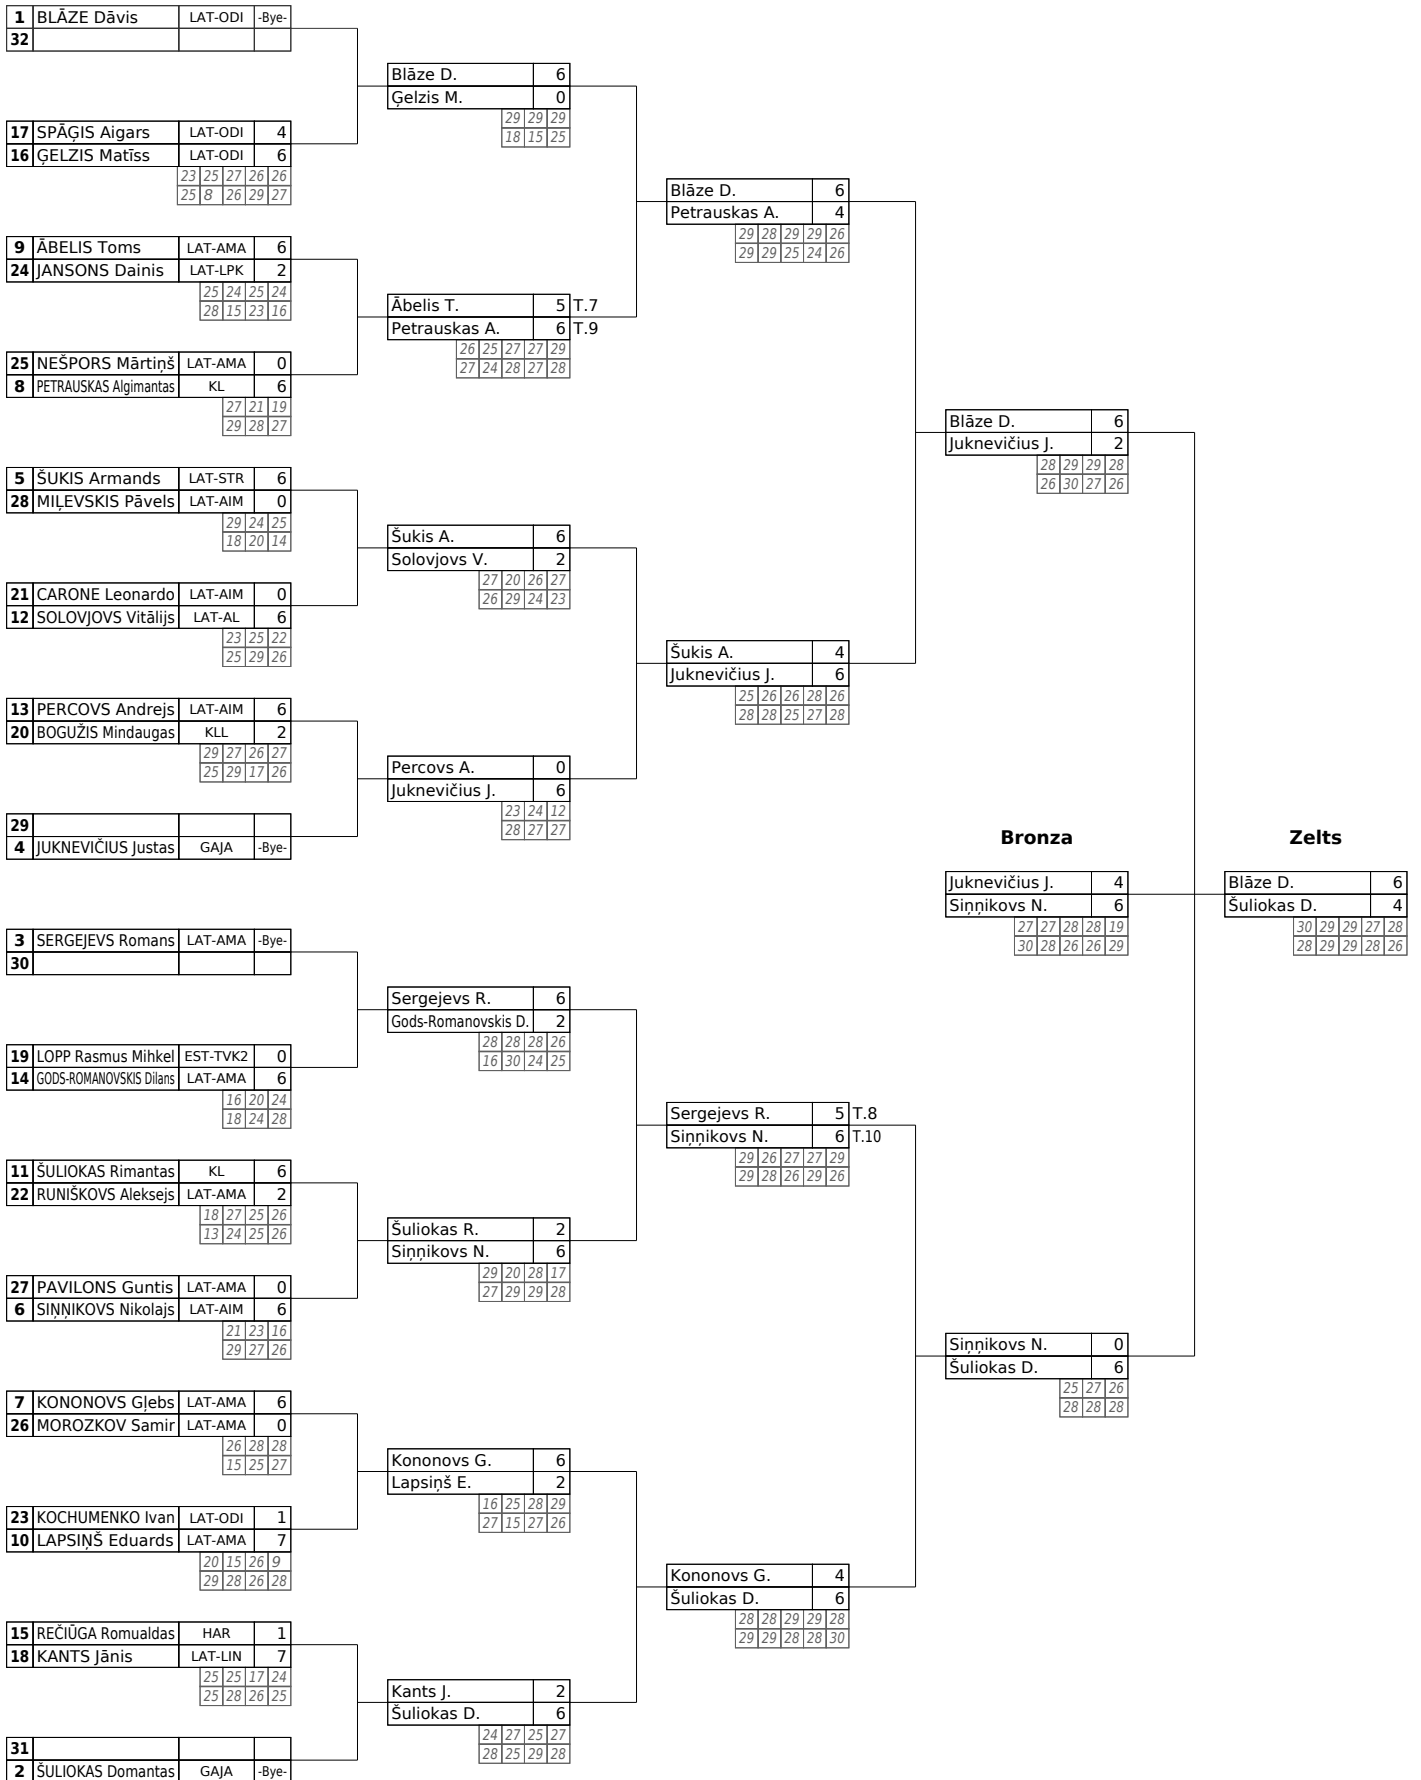 1 BLĀZE Dāvis LAT-ODI -Bye-
32
Blāze D. 6
Ģelzis M. 0
29 29 29
18 15 25
17 SPĀĢIS Aigars LAT-ODI 4
16 ĢELZIS Matīss LAT-ODI 6
23 25 27 26 26
25 8 26 29 27
Blāze D. 6
Petrauskas A. 4
29 28 29 29 26
29 29 25 24 26
9 ĀBELIS Toms LAT-AMA 6
24 JANSONS Dainis LAT-LPK 2
25 24 25 24
28 15 23 16
Ābelis T. 5 T.7
Petrauskas A. 6 T.9
26 25 27 27 29
27 24 28 27 28
25 NEŠPORS Mārtiņš LAT-AMA 0
8 PETRAUSKAS Algimantas KL 6
27 21 19
29 28 27
Blāze D. 6
Juknevičius J. 2
28 29 29 28
26 30 27 26
5 ŠUKIS Armands LAT-STR 6
28 MIĻEVSKIS Pāvels LAT-AIM 0
29 24 25
18 20 14
Šukis A. 6
Solovjovs V. 2
27 20 26 27
26 29 24 23
21 CARONE Leonardo LAT-AIM 0
12 SOLOVJOVS Vitālijs LAT-AL 6
23 25 22
25 29 26
Šukis A. 4
Juknevičius J. 6
25 26 26 28 26
28 28 25 27 28
13 PERCOVS Andrejs LAT-AIM 6
20 BOGUŽIS Mindaugas KLL 2
29 27 26 27
25 29 17 26
Percovs A. 0
Juknevičius J. 6
23 24 12
28 27 27
29
4 JUKNEVIČIUS Justas GAJA -Bye-
Bronza Zelts
Juknevičius J. 4
Siņņikovs N. 6
27 27 28 28 19
30 28 26 26 29
Blāze D. 6
Šuliokas D. 4
30 29 29 27 28
28 29 29 28 26
3 SERGEJEVS Romans LAT-AMA -Bye-
30
Sergejevs R. 6
Gods-Romanovskis D. 2
28 28 28 26
16 30 24 25
19 LOPP Rasmus Mihkel EST-TVK2 0
14 GODS-ROMANOVSKIS Dilans LAT-AMA 6
16 20 24
18 24 28
Sergejevs R. 5 T.8
Siņņikovs N. 6 T.10
29 26 27 27 29
29 28 26 29 26
11 ŠULIOKAS Rimantas KL 6
22 RUNIŠKOVS Aleksejs LAT-AMA 2
18 27 25 26
13 24 25 26
Šuliokas R. 2
Siņņikovs N. 6
29 20 28 17
27 29 29 28
27 PAVILONS Guntis LAT-AMA 0
6 SIŅŅIKOVS Nikolajs LAT-AIM 6
21 23 16
29 27 26
Siņņikovs N. 0
Šuliokas D. 6
25 27 26
28 28 28
7 KONONOVS Gļebs LAT-AMA 6
26 MOROZKOV Samir LAT-AMA 0
26 28 28
15 25 27
Kononovs G. 6
Lapsiņš E. 2
16 25 28 29
27 15 27 26
23 KOCHUMENKO Ivan LAT-ODI 1
10 LAPSIŅŠ Eduards LAT-AMA 7
20 15 26 9
29 28 26 28
Kononovs G. 4
Šuliokas D. 6
28 28 29 29 28
29 29 28 28 30
15 REČIŪGA Romualdas HAR 1
18 KANTS Jānis LAT-LIN 7
25 25 17 24
25 28 26 25
Kants J. 2
Šuliokas D. 6
24 27 25 27
28 25 29 28
31
2 ŠULIOKAS Domantas GAJA -Bye-